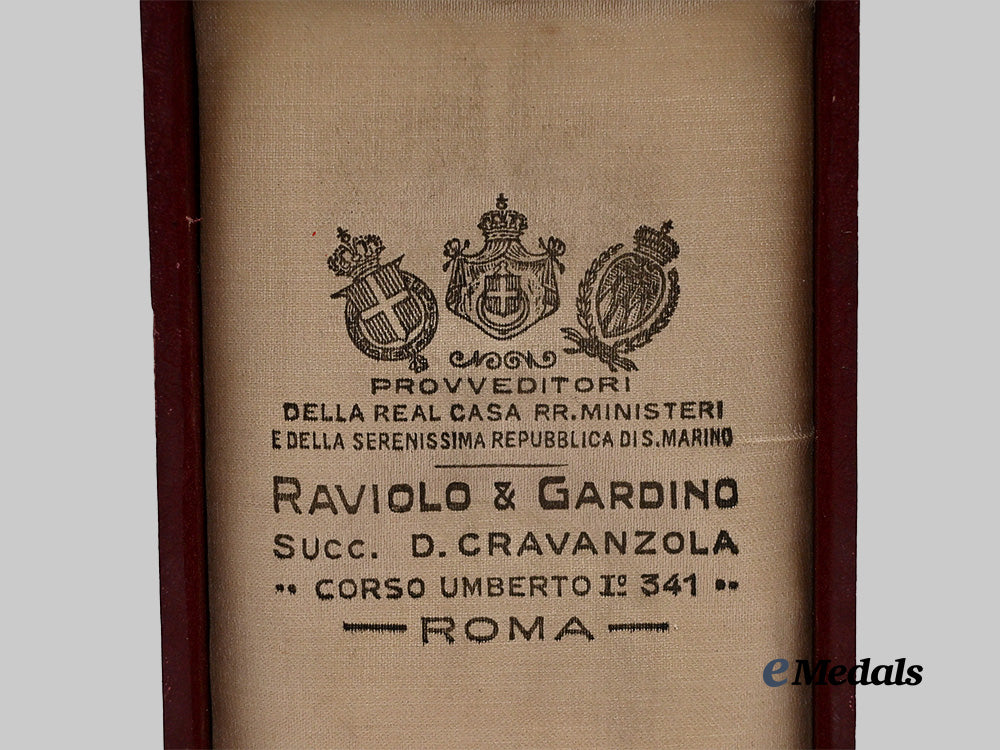 PROVVEDITORI
DELLA REAL CASA RR. MINISTERI
E DELLA SERENISSIMA REPUBBLICA DI S. MARINO
RAVIOLO & GARDINO
SUCC. D. CRAVANZOLA
•• CORSO UMBERTO Iº 341 ••
— ROMA —
eMedals